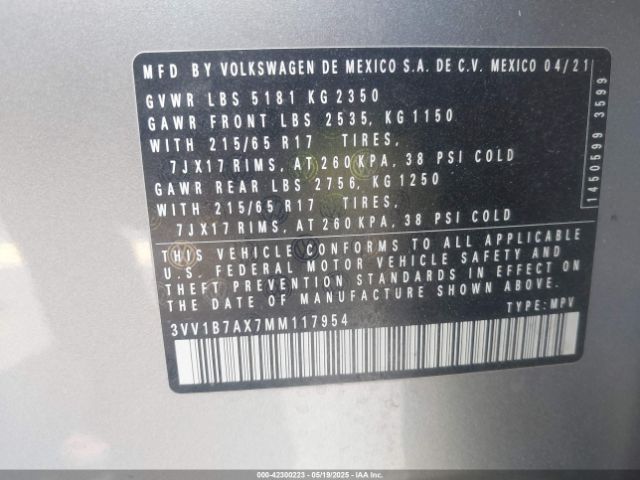 MFD BY VOLKSWAGEN DE MEXICO S.A. DE C.V. MEXICO 04/21
GVWR LBS 5181 KG 2350
GAWR FRONT LBS 2535, KG 1150
WITH 215/65 R17 TIRES,
7JX17 RIMS, AT 260 KPA, 38 PSI COLD
GAWR REAR LBS 2756, KG 1250
WITH 215/65 R17 TIRES,
7JX17 RIMS, AT 260 KPA, 38 PSI COLD
1450599 3599
THIS VEHICLE CONFORMS TO ALL APPLICABLE
U.S. FEDERAL MOTOR VEHICLE SAFETY AND
THEFT PREVENTION STANDARDS IN EFFECT ON
THE DATE OF MANUFACTURE SHOWN ABOVE.
3VV1B7AX7MM117954 TYPE: MPV
000-42300223 - 05/19/2025 - IAA Inc.